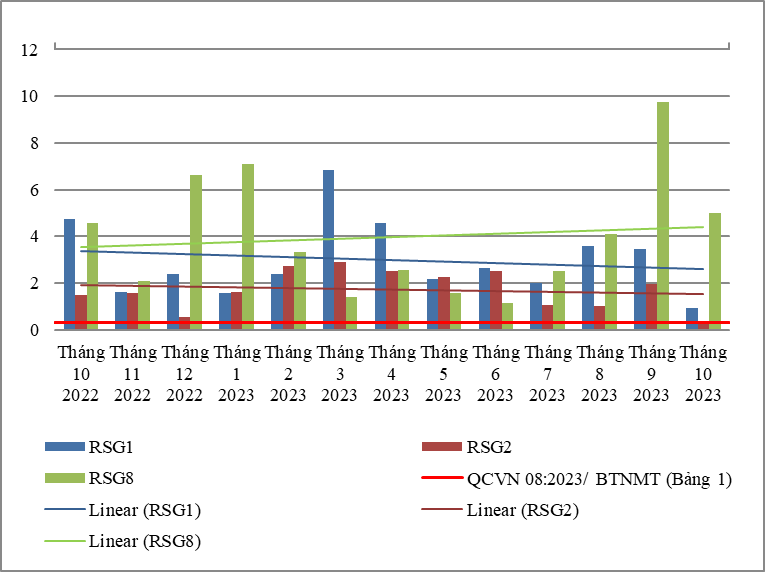 12
10
8
6
4
2
0
Tháng 10 2022
Tháng 11 2022
Tháng 12 2022
Tháng 1 2023
Tháng 2 2023
Tháng 3 2023
Tháng 4 2023
Tháng 5 2023
Tháng 6 2023
Tháng 7 2023
Tháng 8 2023
Tháng 9 2023
Tháng 10 2023
RSG1
RSG2
RSG8
QCVN 08:2023/ BTNMT (Bảng 1)
Linear (RSG1)
Linear (RSG2)
Linear (RSG8)